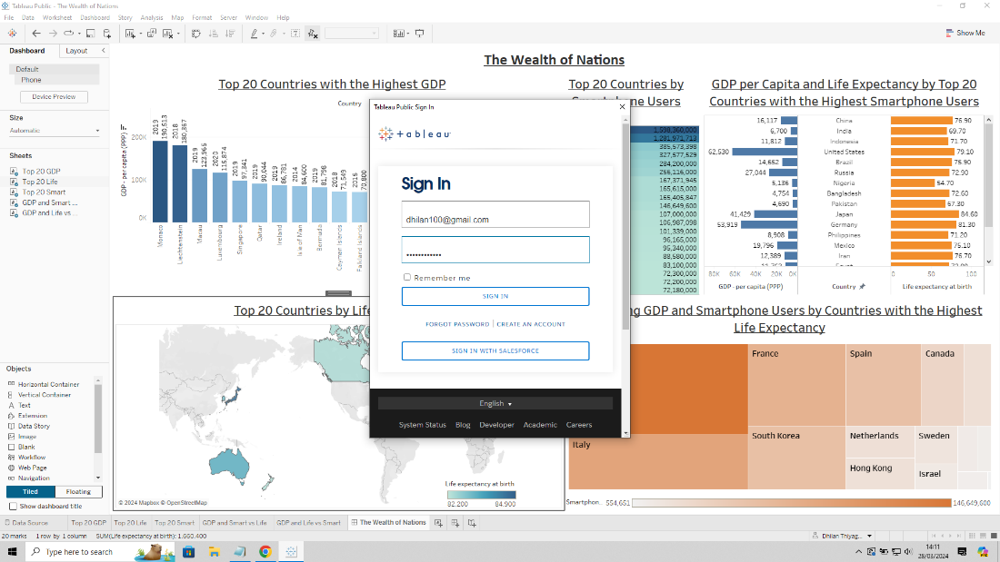 Tableau Public - The Wealth of Nations
File Data Worksheet Dashboard Story Analysis Map Format Server Window Help
Show Me
Dashboard Layout
Default
Phone
Device Preview
Size
Automatic
Sheets
Top 20 GDP
Top 20 Life
Top 20 Smart
GDP and Smart ...
GDP and Life vs ...
Objects
Horizontal Container
Vertical Container
Text
Extension
Data Story
Image
Blank
Workflow
Web Page
Navigation
Tiled Floating
Show dashboard title
The Wealth of Nations
Top 20 Countries with the Highest GDP
Country
GDP - per capita (PPP)
200K
100K
0K
2019 190,513
2018 180,367
2019 123,965
2020 115,874
2019 97,341
2019 90,044
2019 86,781
2014 84,600
2019 81,798
2018 71,549
2015 70,800
Monaco
Liechtenstein
Macau
Luxembourg
Singapore
Qatar
Ireland
Isle of Man
Bermuda
Cayman Islands
Falkland Islands
Tableau Public Sign In
+ableau
Sign In
dhilan100@gmail.com
Remember me
SIGN IN
FORGOT PASSWORD | CREATE AN ACCOUNT
SIGN IN WITH SALESFORCE
English
System Status Blog Developer Academic Careers
Top 20 Countries by
Users
1,598,360,000
1,281,971,713
385,573,398
327,577,529
284,200,000
256,116,000
167,371,945
165,615,000
165,405,847
146,649,600
107,000,000
106,987,098
101,339,000
96,165,000
95,340,000
88,580,000
83,100,000
72,300,000
72,200,000
72,180,000
GDP per Capita and Life Expectancy by Top 20
Countries with the Highest Smartphone Users
16,117 China 76.90
6,700 India 69.70
11,812 Indonesia 71.70
62,530 United States 79.10
14,652 Brazil 75.90
27,044 Russia 72.90
5,136 Nigeria 54.70
4,754 Bangladesh 72.60
4,690 Pakistan 67.30
41,429 Japan 84.60
53,919 Germany 81.30
8,908 Philippines 71.20
19,796 Mexico 75.10
12,389 Iran 76.70
80K 60K 40K 20K 0K 0 50 100
GDP -per capita (PPP) Country Life expectancy at birth
Top 20 Countries by Life
© 2024 Mapbox © OpenStreetMap
Life expectancy at birth
82.200 84.900
GDP and Smartphone Users by Countries with the Highest
Life Expectancy
France Spain Canada
South Korea Netherlands Sweden
Italy
Hong Kong Israel
Smartphon.. 554,651 146,649,600
Data Source Top 20 GDP Top 20 Life Top 20 Smart GDP and Smart vs Life GDP and Life vs Smart The Wealth of Nations
20 marks 1 row by 1 column SUM(Life expectancy at birth): 1,660.400
Dhilan Thiyag...
Type here to search
14:11
28/03/2024